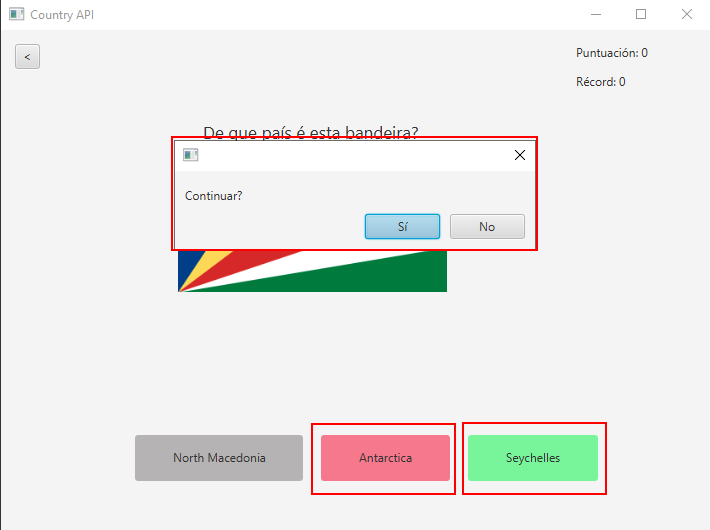 Country API
<
Puntuación: 0
Récord: 0
De que país é esta bandeira?
Continuar?
Sí
No
North Macedonia
Antarctica
Seychelles